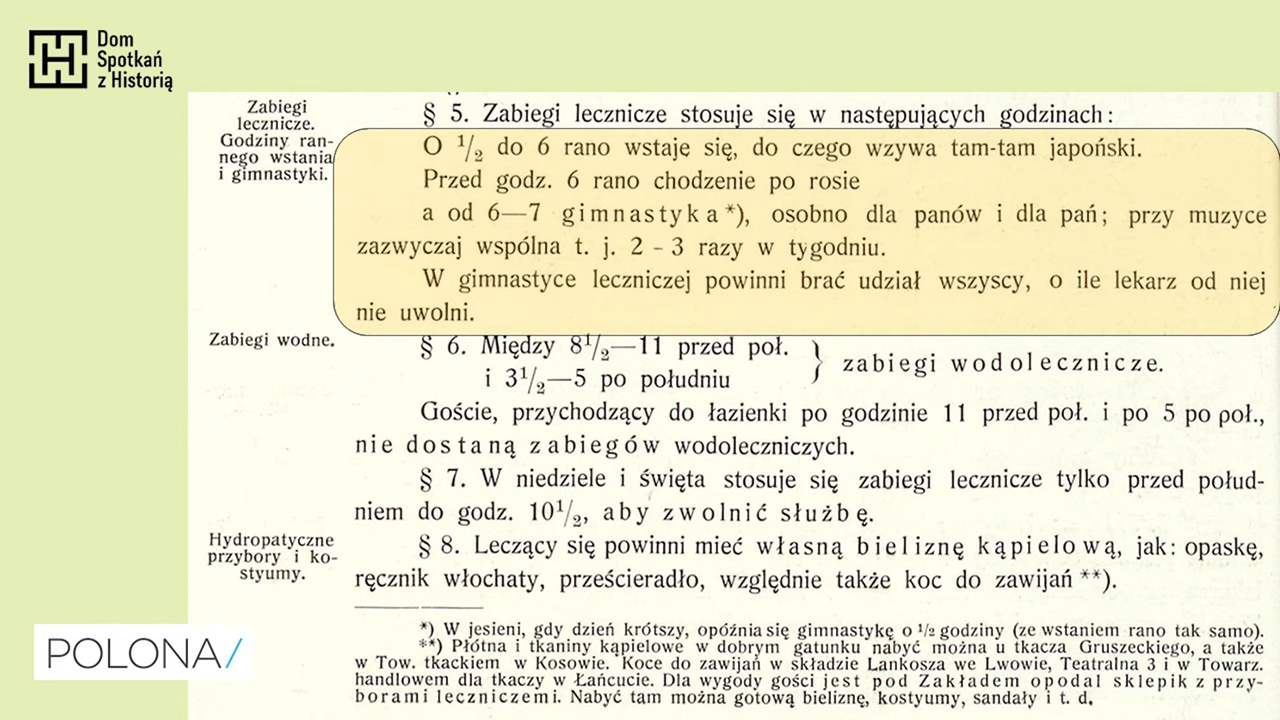 Dom
Spotkań
z Historią
Zabiegi
lecznicze.
Godziny ran-
nego wstania
i gimnastyki.
§ 5. Zabiegi lecznicze stosuje się w następujących godzinach:
O 1/2 do 6 rano wstaje się, do czego wzywa tam-tam japoński.
Przed godz. 6 rano chodzenie po rosie
a od 6—7 gimnastyka*), osobno dla panów i dla pań; przy muzyce
zazwyczaj wspólna t. j. 2 - 3 razy w tygodniu.
W gimnastyce leczniczej powinni brać udział wszyscy, o ile lekarz od niej
nie uwolni.
Zabiegi wodne.
§ 6. Między 8 1/2—11 przed poł.
i 3 1/2—5 po południu
} zabiegi wodolecznicze.
Goście, przychodzący do łazienki po godzinie 11 przed poł. i po 5 po poł.,
nie dostaną zabiegów wodoleczniczych.
§ 7. W niedziele i święta stosuje się zabiegi lecznicze tylko przed połud-
niem do godz. 10 1/2, aby zwolnić służbę.
Hydropatyczne
przybory i ko-
styumy.
§ 8. Leczący się powinni mieć własną bieliznę kąpielową, jak: opaskę,
ręcznik włochaty, prześcieradło, względnie także koc do zawijań **).
*) W jesieni, gdy dzień krótszy, opóźnia się gimnastykę o 1/2 godziny (ze wstaniem rano tak samo).
**) Płótna i tkaniny kąpielowe w dobrym gatunku nabyć można u tkacza Gruszeckiego, a także
w Tow. tkackiem w Kosowie. Koce do zawijań w składzie Lankosza we Lwowie, Teatralna 3 i w Towarz.
handlowem dla tkaczy w Łańcucie. Dla wygody gości jest pod Zakładem opodal sklepik z przy-
borami leczniczemi. Nabyć tam można gotową bieliznę, kostyumy, sandały i t. d.
POLONA/